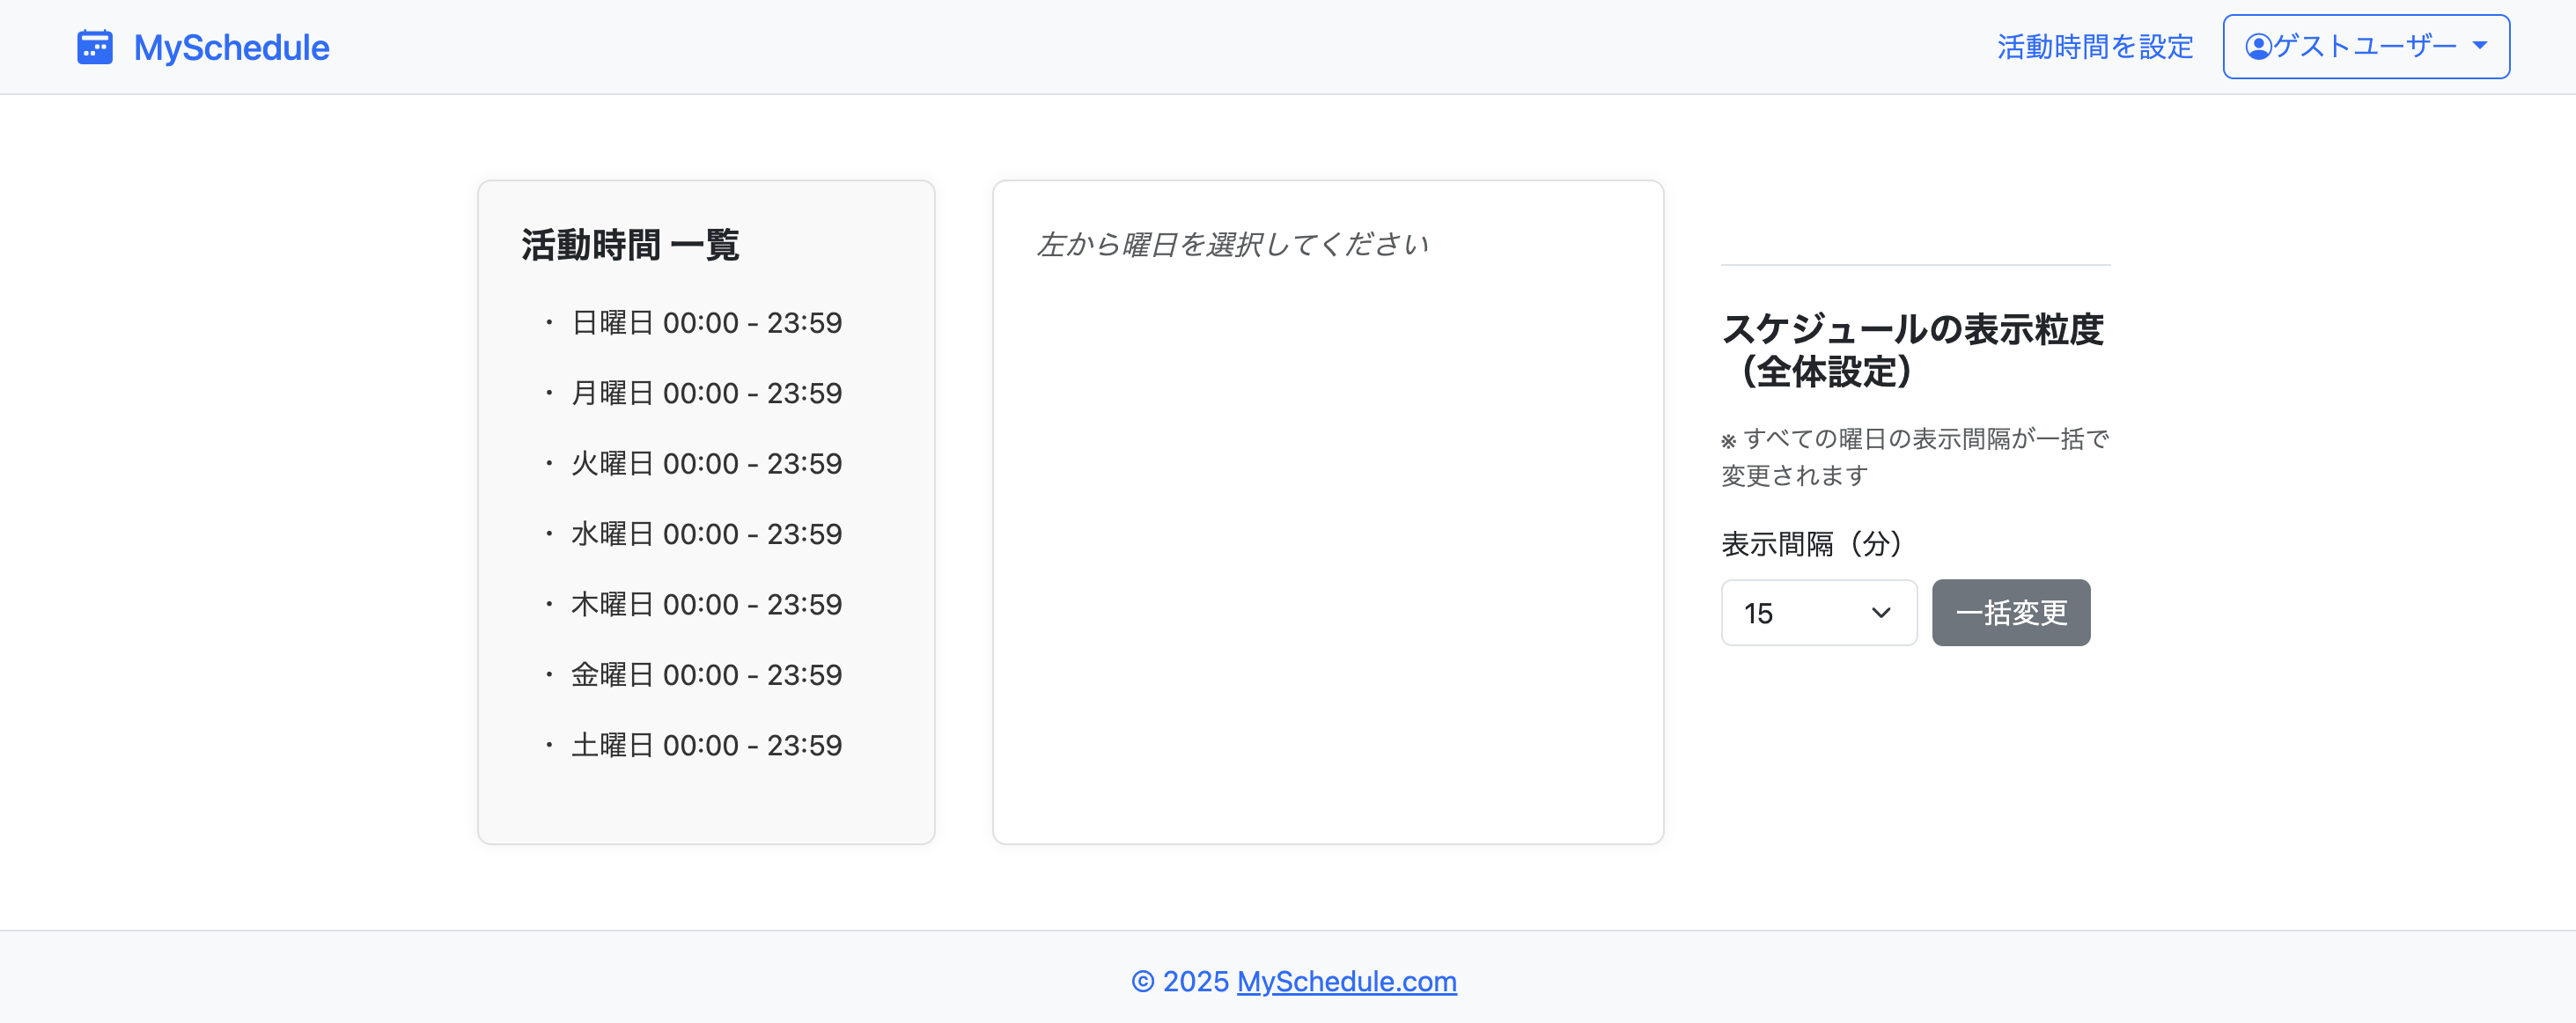 MySchedule
活動時間を設定
ゲストユーザー
活動時間 一覧
・ 日曜日 00:00 - 23:59
・ 月曜日 00:00 - 23:59
・ 火曜日 00:00 - 23:59
・ 水曜日 00:00 - 23:59
・ 木曜日 00:00 - 23:59
・ 金曜日 00:00 - 23:59
・ 土曜日 00:00 - 23:59
左から曜日を選択してください
スケジュールの表示粒度
（全体設定）
※ すべての曜日の表示間隔が一括で
変更されます
表示間隔（分）
15
一括変更
© 2025 MySchedule.com